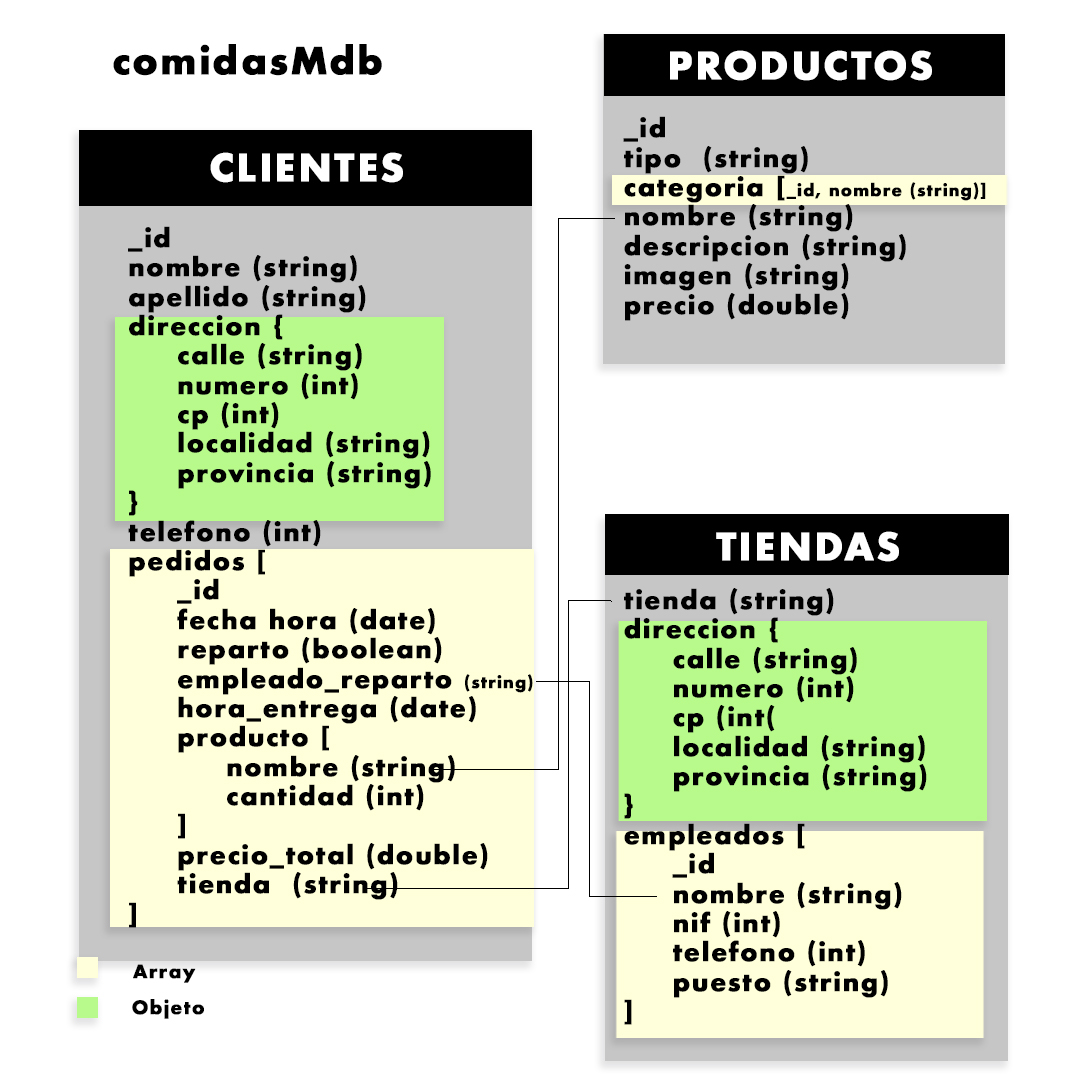 comidasMdb
CLIENTES
_id
nombre (string)
apellido (string)
direccion {
calle (string)
numero (int)
cp (int)
localidad (string)
provincia (string)
}
telefono (int)
pedidos [
_id
fecha hora (date)
reparto (boolean)
empleado_reparto (string)
hora_entrega (date)
producto [
nombre (string)
cantidad (int)
]
precio_total (double)
tienda (string)
]
Array
Objeto
PRODUCTOS
_id
tipo (string)
categoria [_id, nombre (string)]
nombre (string)
descripcion (string)
imagen (string)
precio (double)
TIENDAS
tienda (string)
direccion {
calle (string)
numero (int)
cp (int(
localidad (string)
provincia (string)
}
empleados [
_id
nombre (string)
nif (int)
telefono (int)
puesto (string)
]